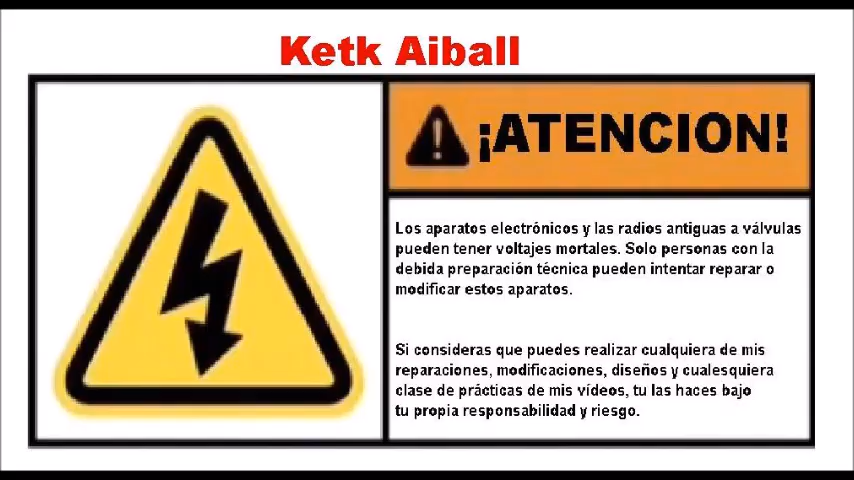 Ketk Aiball
¡ATENCION!
Los aparatos electrónicos y las radios antiguas a válvulas
pueden tener voltajes mortales. Solo personas con la
debida preparación técnica pueden intentar reparar o
modificar estos aparatos.
Si consideras que puedes realizar cualquiera de mis
reparaciones, modificaciones, diseños y cualesquiera
clase de prácticas de mis vídeos, tu las haces bajo
tu propia responsabilidad y riesgo.